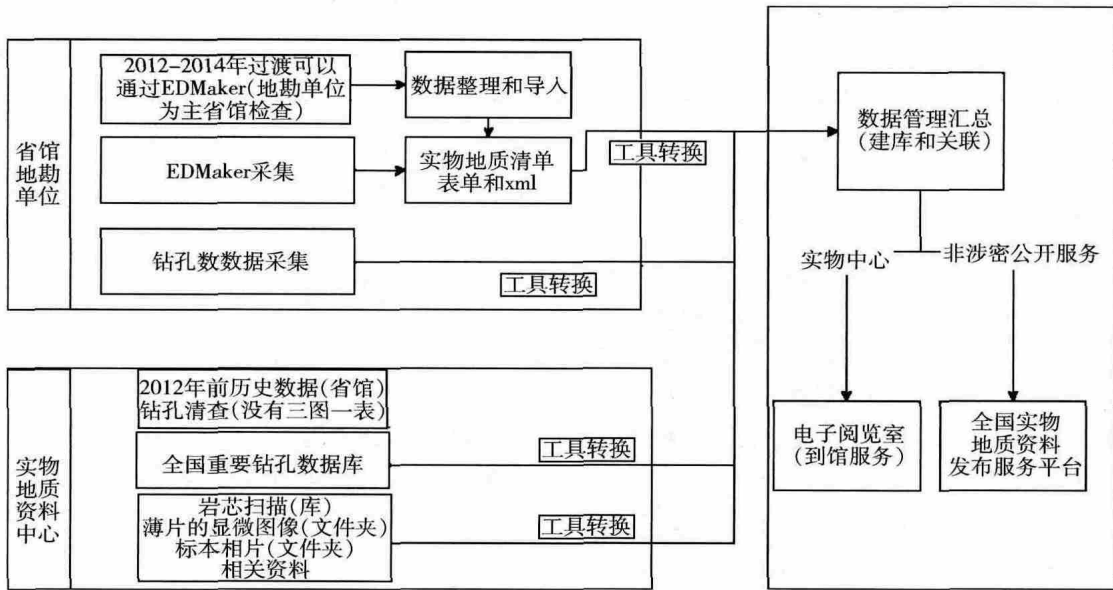 省馆
地勘
单位
2012-2014年过渡可以
通过EDMaker(地勘单位
为主省馆检查)
数据整理和导入
EDMaker采集
实物地质清单
表单和xml
工具转换
钻孔数数据采集
工具转换
实物
地质
资料
中心
2012年前历史数据(省馆)
钻孔清查(没有三图一表)
全国重要钻孔数据库
工具转换
岩芯扫描(库)
薄片的显微图像(文件夹)
标本相片(文件夹)
相关资料
工具转换
数据管理汇总
(建库和关联)
实物中心
非涉密公开服务
电子阅览室
(到馆服务)
全国实物
地质资料
发布服务平台